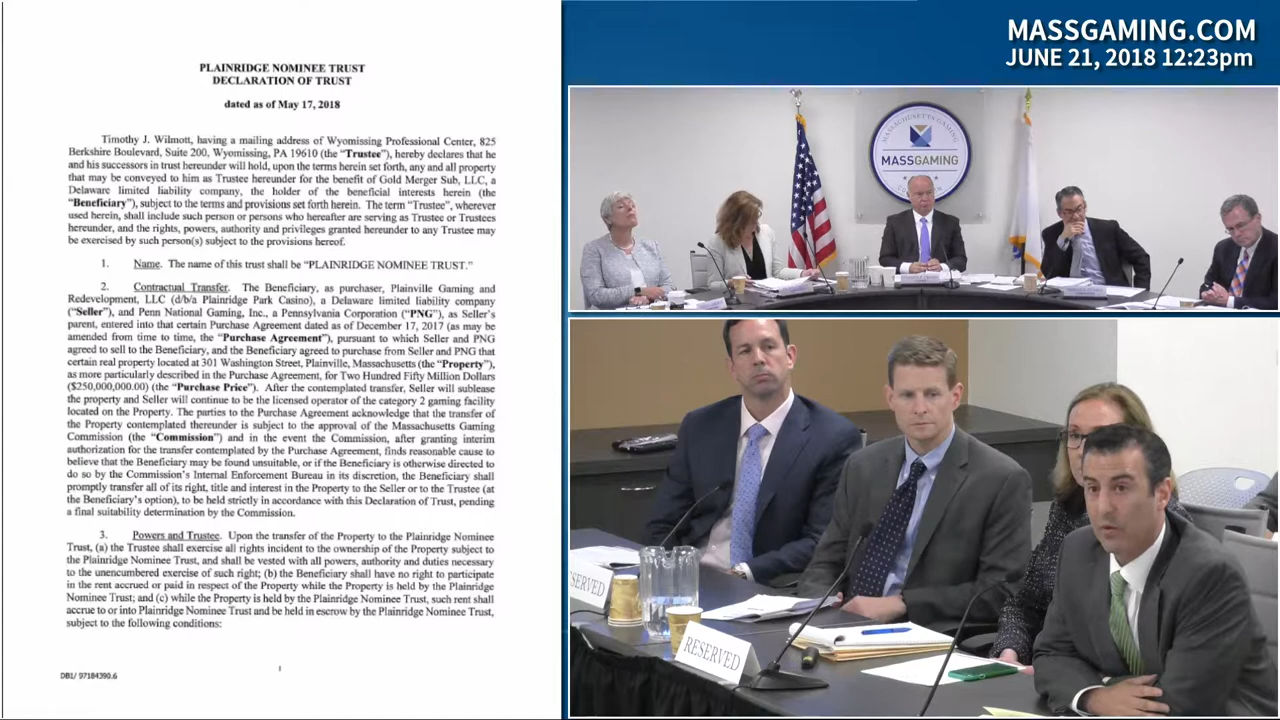 PLAINRIDGE NOMINEE TRUST
DECLARATION OF TRUST
dated as of May 17, 2018
Timothy J. Wilmott, having a mailing address of Wyomissing Professional Center, 825
Berkshire Boulevard, Suite 200, Wyomissing, PA 19610 (the “Trustee”), hereby declares that he
and his successors in trust hereunder will hold, upon the terms herein set forth, any and all property
that may be conveyed to him as Trustee hereunder for the benefit of Gold Merger Sub, LLC, a
Delaware limited liability company, the holder of the beneficial interests herein (the
“Beneficiary”), subject to the terms and provisions set forth herein. The term “Trustee”, wherever
used herein, shall include such person or persons who hereafter are serving as Trustee or Trustees
hereunder, and the rights, powers, authority and privileges granted hereunder to any Trustee may
be exercised by such person(s) subject to the provisions hereof.
1. Name. The name of this trust shall be “PLAINRIDGE NOMINEE TRUST.”
2. Contractual Transfer. The Beneficiary, as purchaser, Plainville Gaming and
Redevelopment, LLC (d/b/a Plainridge Park Casino), a Delaware limited liability company
(“Seller”), and Penn National Gaming, Inc., a Pennsylvania Corporation (“PNG”), as Seller’s
parent, entered into that certain Purchase Agreement dated as of December 17, 2017 (as may be
amended from time to time, the “Purchase Agreement”), pursuant to which Seller and PNG
agreed to sell to the Beneficiary, and the Beneficiary agreed to purchase from Seller and PNG that
certain real property located at 301 Washington Street, Plainville, Massachusetts (the “Property”),
as more particularly described in the Purchase Agreement, for Two Hundred Fifty Million Dollars
($250,000,000.00) (the “Purchase Price”). After the contemplated transfer, Seller will sublease
the property and Seller will continue to be the licensed operator of the category 2 gaming facility
located on the Property. The parties to the Purchase Agreement acknowledge that the transfer of
the Property contemplated thereunder is subject to the approval of the Massachusetts Gaming
Commission (the “Commission”) and in the event the Commission, after granting interim
authorization for the transfer contemplated by the Purchase Agreement, finds reasonable cause to
believe that the Beneficiary may be found unsuitable, or if the Beneficiary is otherwise directed to
do so by the Commission’s Internal Enforcement Bureau in its discretion, the Beneficiary shall
promptly transfer all of its right, title and interest in the Property to the Seller or to the Trustee (at
the Beneficiary’s option), to be held strictly in accordance with this Declaration of Trust, pending
a final suitability determination by the Commission.
3. Powers and Trustee. Upon the transfer of the Property to the Plainridge Nominee
Trust, (a) the Trustee shall exercise all rights incident to the ownership of the Property subject to
the Plainridge Nominee Trust, and shall be vested with all powers, authority and duties necessary
to the unencumbered exercise of such right; (b) the Beneficiary shall have no right to participate
in the rent accrued or paid in respect of the Property while the Property is held by the Plainridge
Nominee Trust; and (c) while the Property is held by the Plainridge Nominee Trust, such rent shall
accrue to or into Plainridge Nominee Trust and be held in escrow by the Plainridge Nominee Trust,
subject to the following conditions:
1
DB1/ 97184390.6
MASSGAMING.COM
JUNE 21, 2018 12:23pm
MASSACHUSETTS GAMING
MASSGAMING
RESERVED